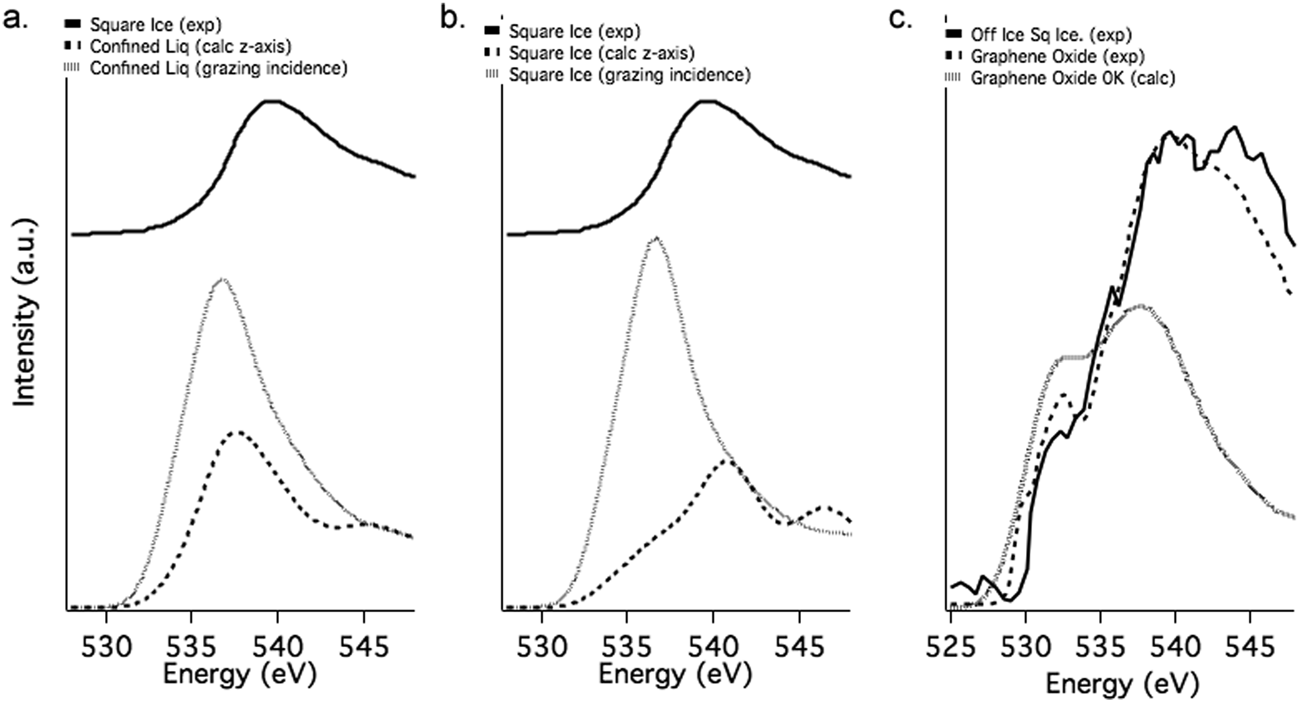 a.
Square Ice (exp)
Confined Liq (calc z-axis)
Confined Liq (grazing incidence)
Intensity (a.u.)
530 535 540 545
Energy (eV)
b.
Square Ice (exp)
Square Ice (calc z-axis)
Square Ice (grazing incidence)
530 535 540 545
Energy (eV)
c.
Off Ice Sq Ice. (exp)
Graphene Oxide (exp)
Graphene Oxide OK (calc)
525 530 535 540 545
Energy (eV)